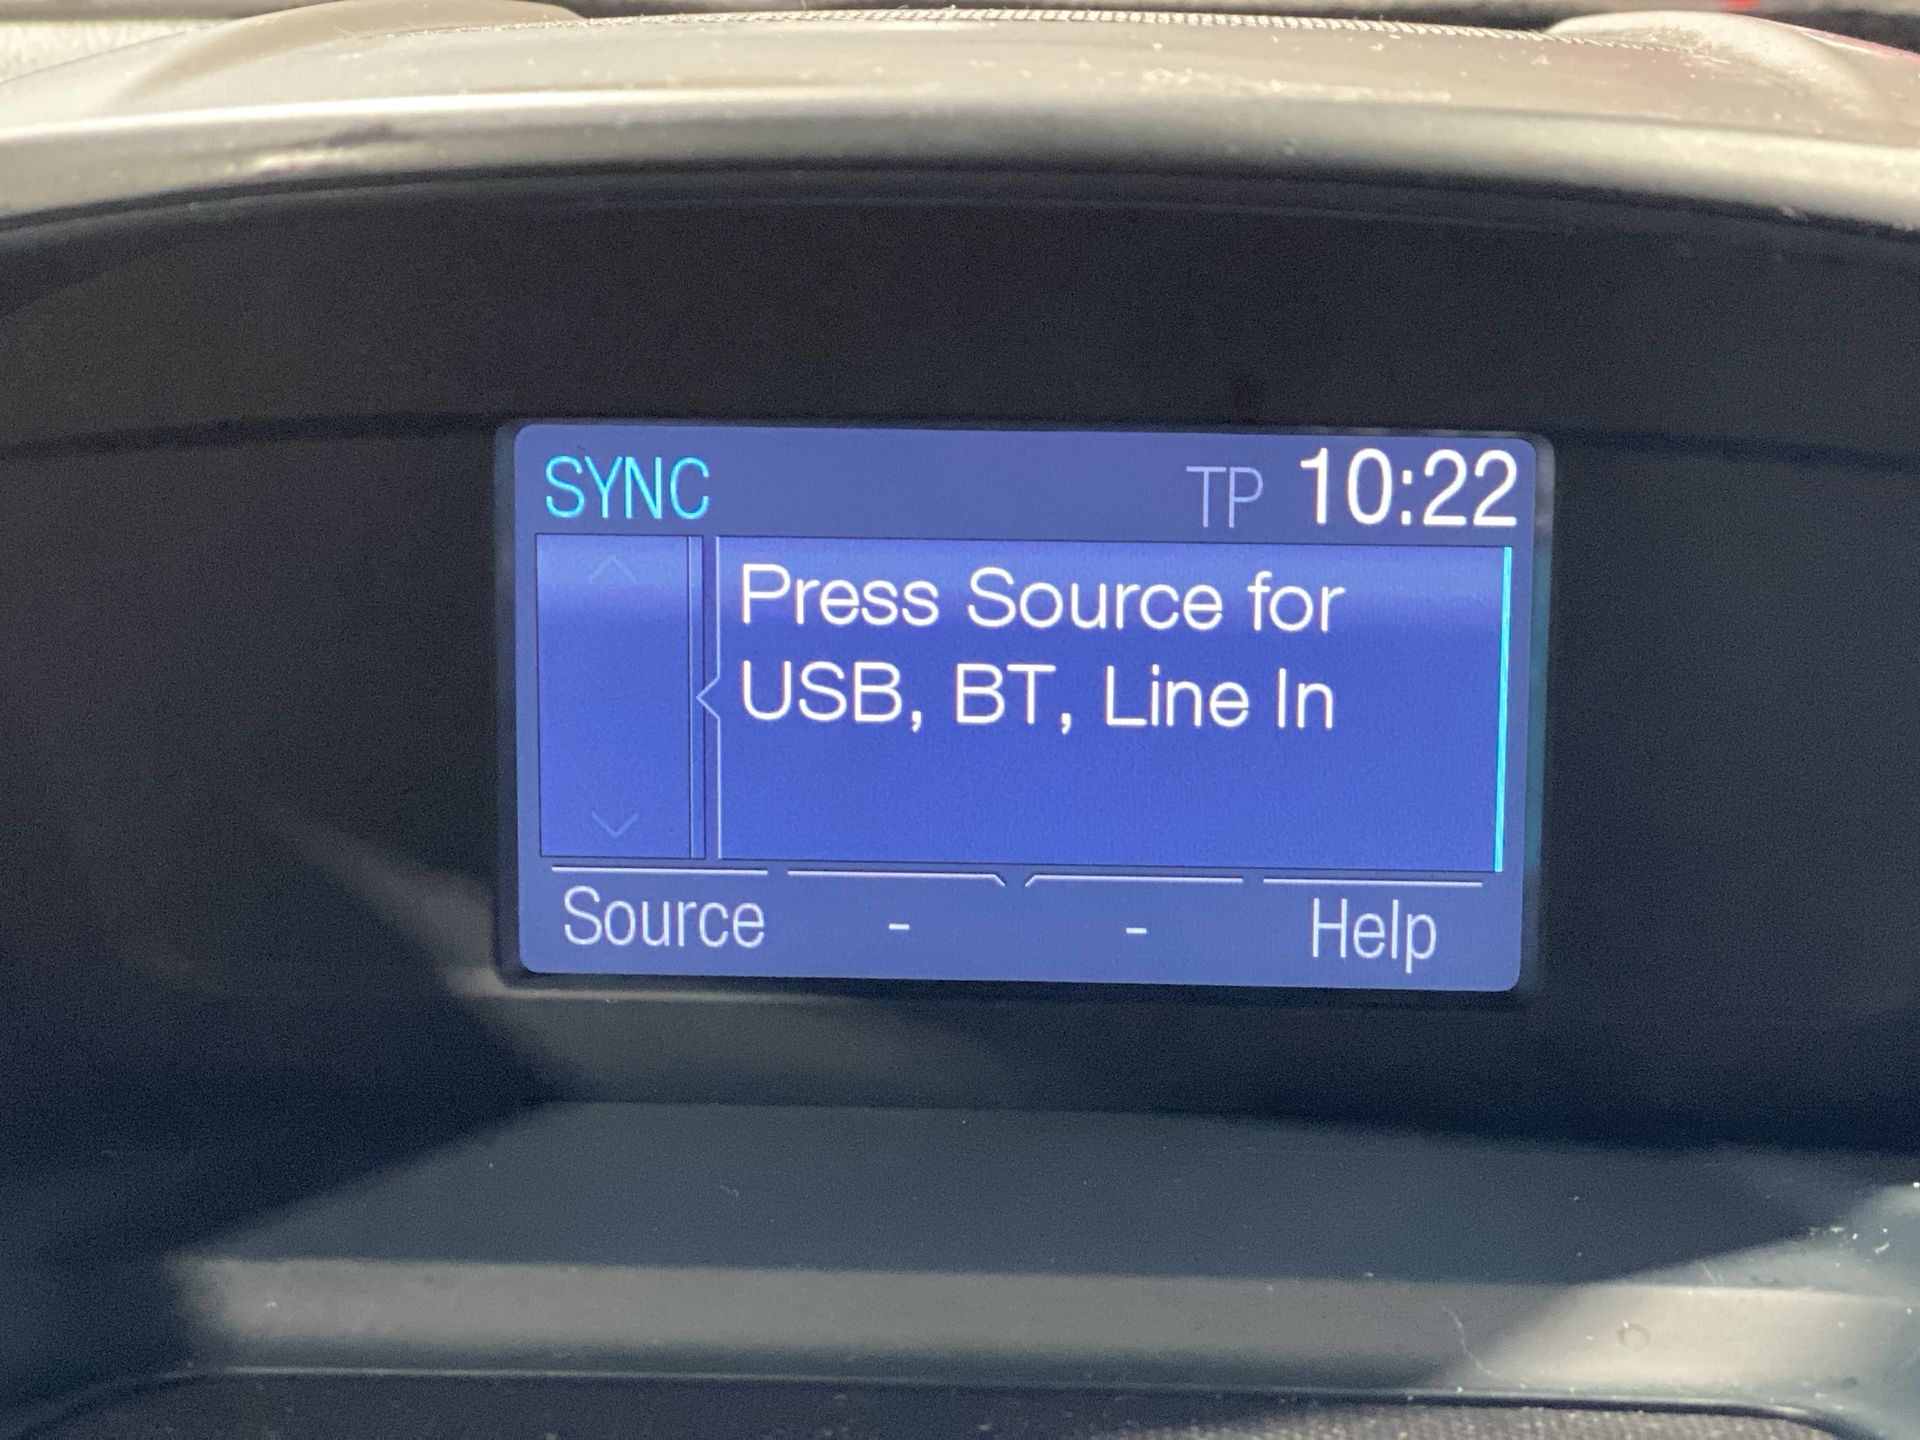 SYNC TP 10:22
Press Source for
USB, BT, Line In
Source - - Help